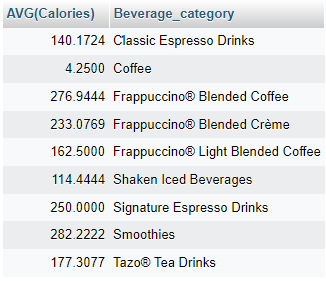 AVG(Calories) Beverage_category
140.1724 Classic Espresso Drinks
4.2500 Coffee
276.9444 Frappuccino® Blended Coffee
233.0769 Frappuccino® Blended Crème
162.5000 Frappuccino® Light Blended Coffee
114.4444 Shaken Iced Beverages
250.0000 Signature Espresso Drinks
282.2222 Smoothies
177.3077 Tazo® Tea Drinks